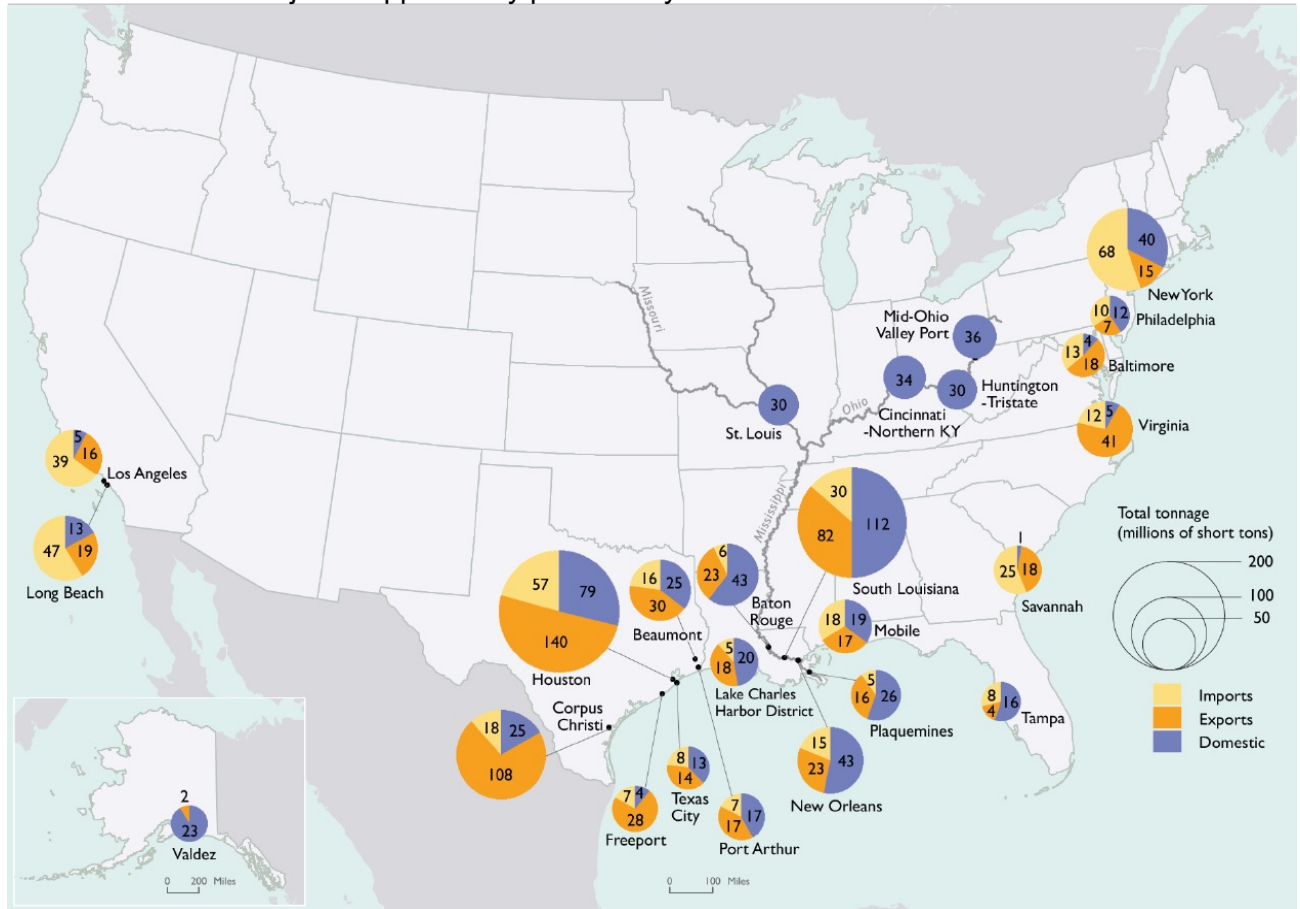 68
40
15
New York
10
12
7
Philadelphia
Mid-Ohio
Valley Port
36
13
4
18
Baltimore
34
30
Huntington
-Tristate
Cincinnati
-Northern KY
30
St. Louis
Missouri
Ohio
Mississippi
12
5
41
Virginia
5
39
16
Los Angeles
13
47
19
Long Beach
30
82
112
South Louisiana
Total tonnage
(millions of short tons)
200
100
50
1
25
18
Savannah
57
79
140
Houston
16
25
30
Beaumont
6
23
43
Baton
Rouge
18
19
17
Mobile
5
20
18
Lake Charles
Harbor District
5
16
26
Plaquemines
8
16
4
Tampa
Imports
Exports
Domestic
Corpus
Christi
18
25
108
15
43
23
New Orleans
8
13
14
Texas
City
7
4
28
Freeport
7
17
17
Port Arthur
2
23
Valdez
0 200 Miles
0 100 Miles